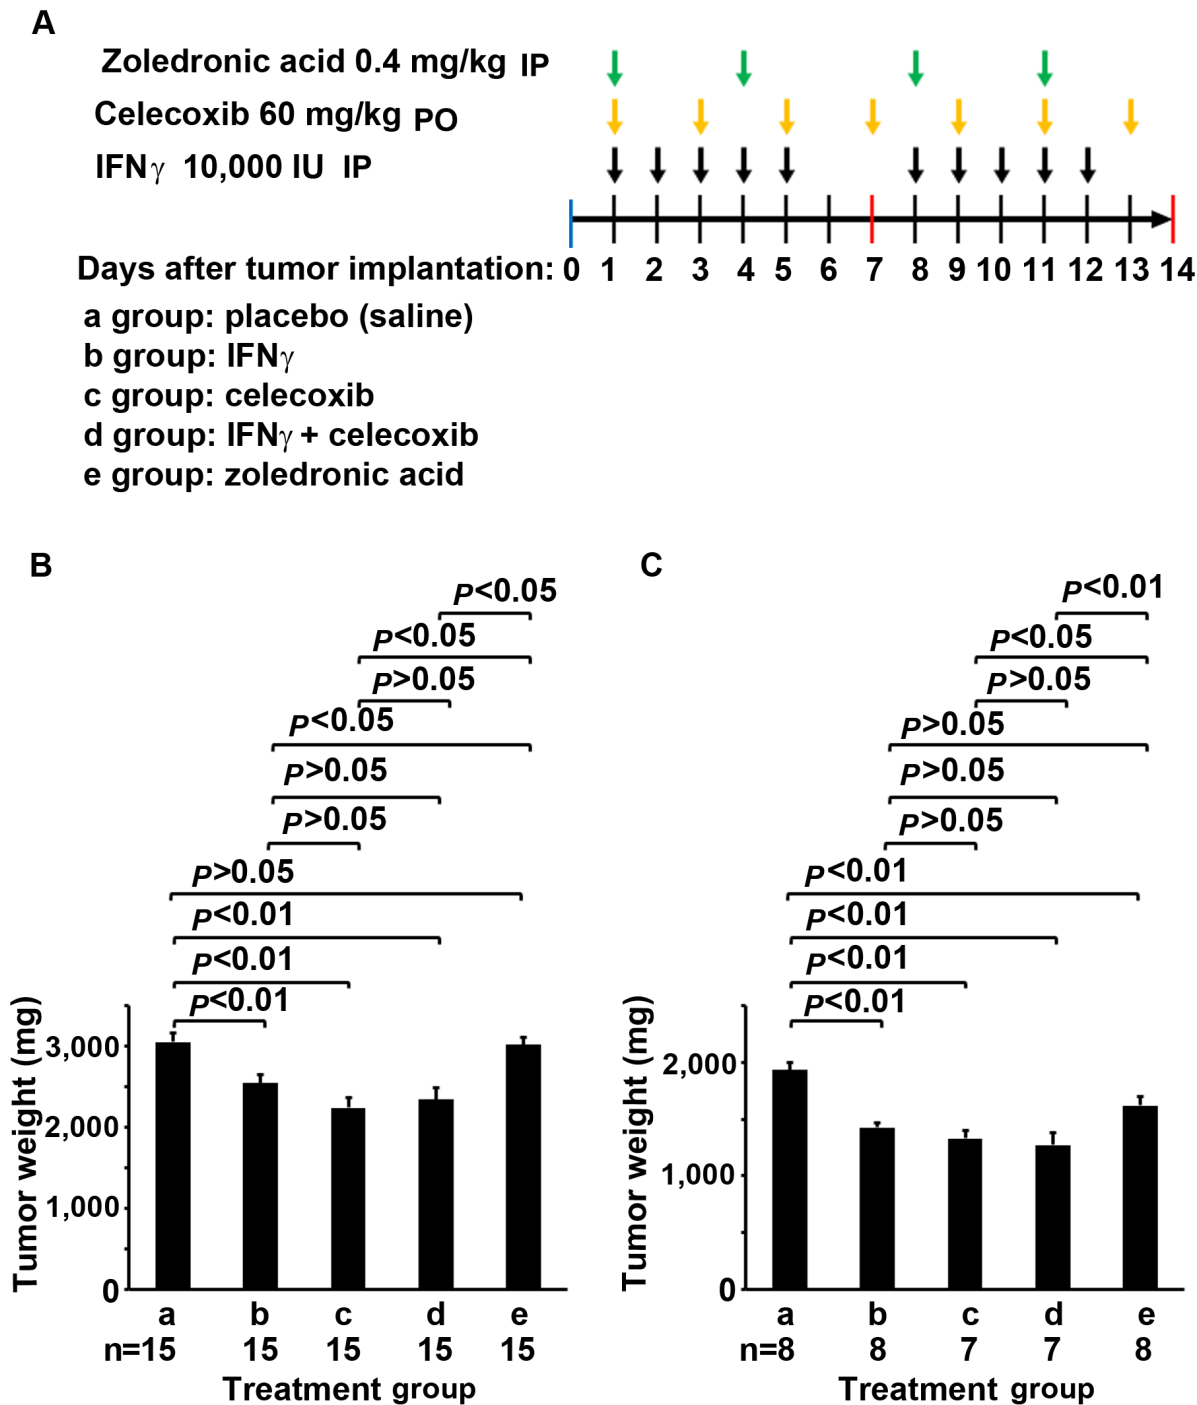 A
Zoledronic acid 0.4 mg/kg IP
Celecoxib 60 mg/kg PO
IFNγ 10,000 IU IP
Days after tumor implantation: 0 1 2 3 4 5 6 7 8 9 10 11 12 13 14
a group: placebo (saline)
b group: IFNγ
c group: celecoxib
d group: IFNγ + celecoxib
e group: zoledronic acid
B
P<0.05
P<0.05
P>0.05
P<0.05
P>0.05
P>0.05
P>0.05
P<0.01
P<0.01
P<0.01
Tumor weight (mg)
3,000
2,000
1,000
0
a b c d e
n=15 15 15 15 15
Treatment group
C
P<0.01
P<0.05
P>0.05
P>0.05
P>0.05
P>0.05
P<0.01
P<0.01
P<0.01
P<0.01
Tumor weight (mg)
2,000
1,000
0
a b c d e
n=8 8 7 7 8
Treatment group